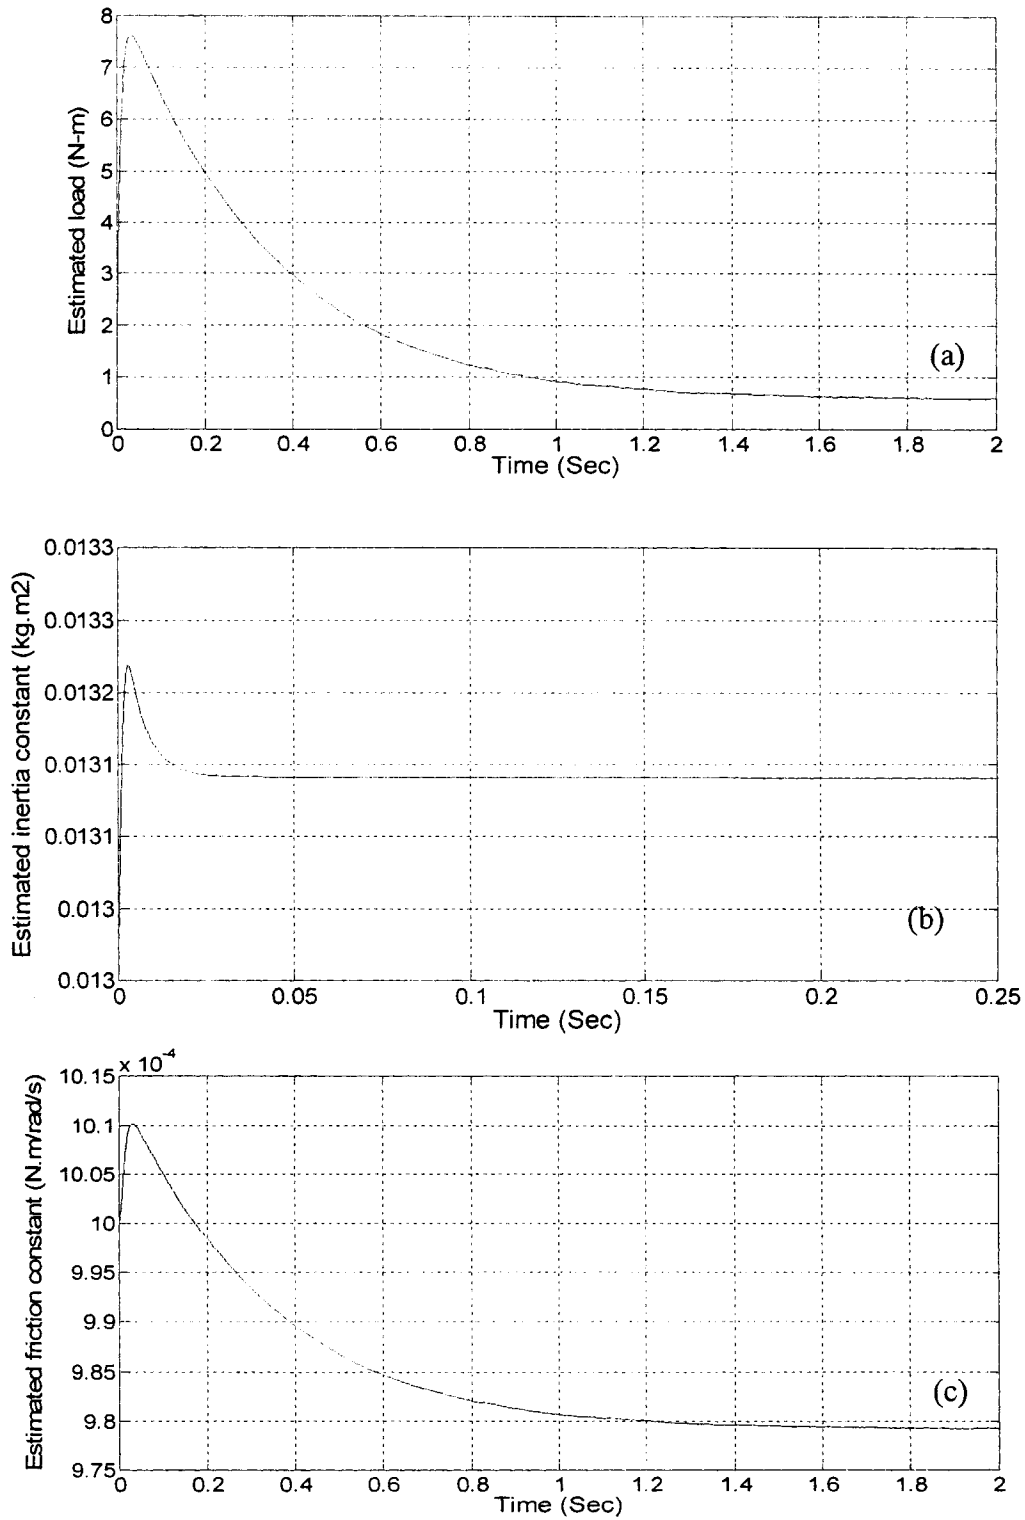 8
7
6
5
4
3
2
1
0
Estimated load (N-m)
(a)
0 0.2 0.4 0.6 0.8 1 1.2 1.4 1.6 1.8 2
Time (Sec)
0.0133
0.0133
0.0132
0.0131
0.0131
0.013
0.013
Estimated inertia constant (kg.m2)
(b)
0 0.05 0.1 0.15 0.2 0.25
Time (Sec)
x 10-4
10.15
10.1
10.05
10
9.95
9.9
9.85
9.8
9.75
Estimated friction constant (N.m/rad/s)
(c)
0 0.2 0.4 0.6 0.8 1 1.2 1.4 1.6 1.8 2
Time (Sec)